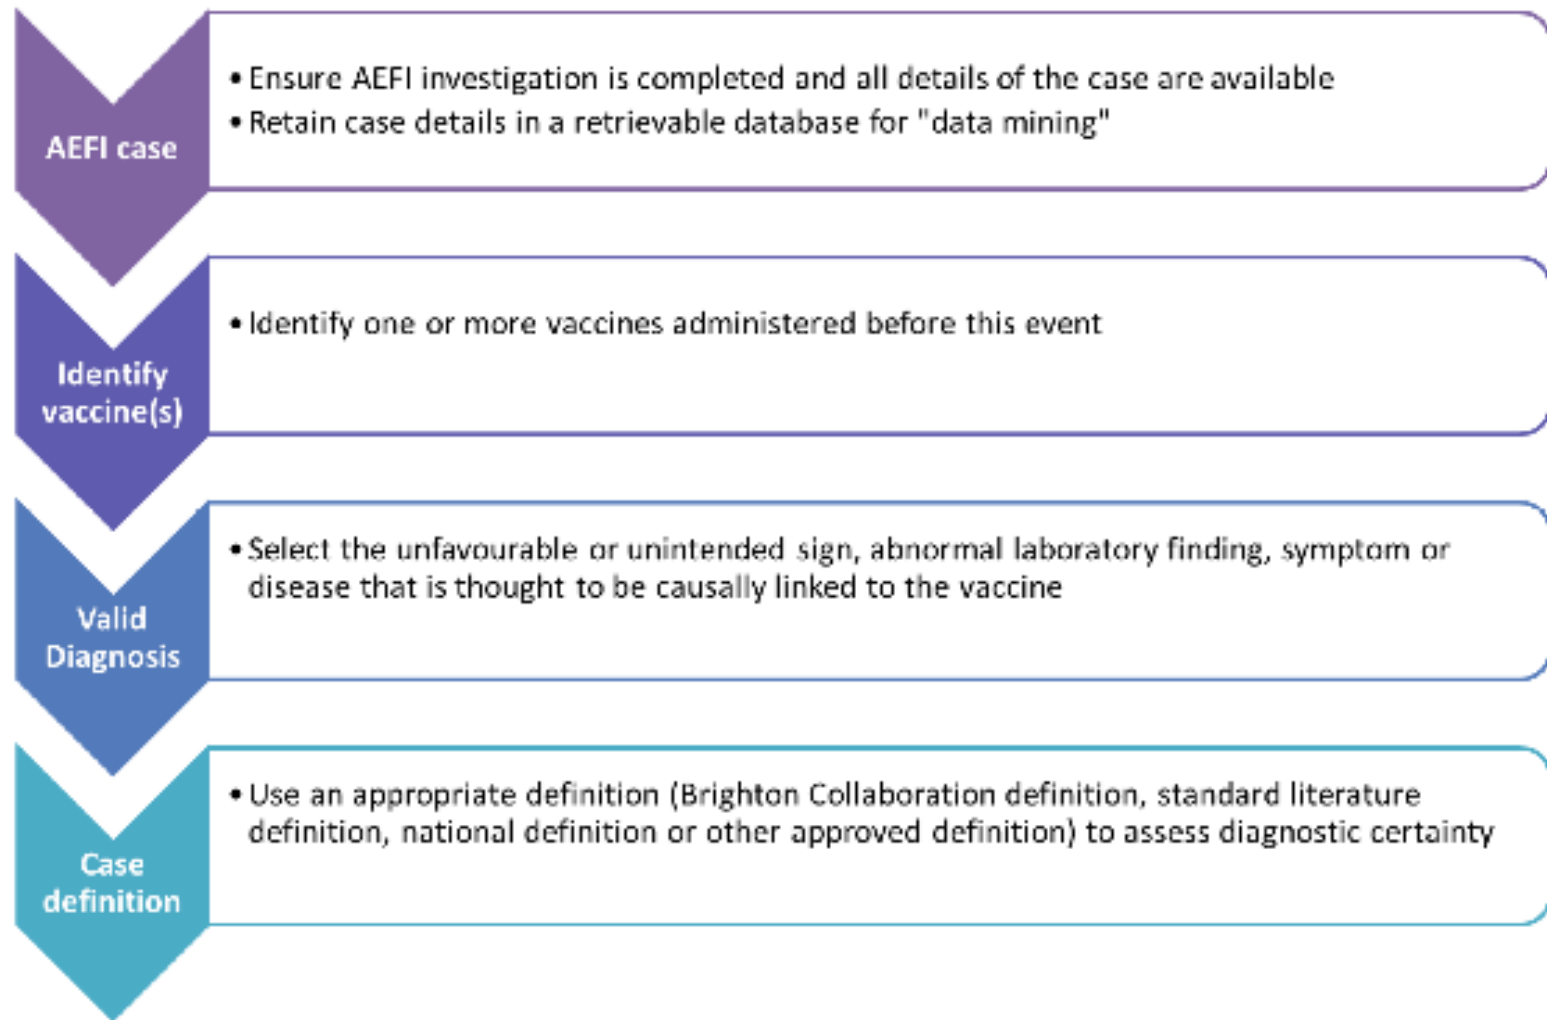 AEFI case
• Ensure AEFI investigation is completed and all details of the case are available
• Retain case details in a retrievable database for "data mining"
Identify
vaccine(s)
• Identify one or more vaccines administered before this event
Valid
Diagnosis
• Select the unfavourable or unintended sign, abnormal laboratory finding, symptom or
disease that is thought to be causally linked to the vaccine
Case
definition
• Use an appropriate definition (Brighton Collaboration definition, standard literature
definition, national definition or other approved definition) to assess diagnostic certainty